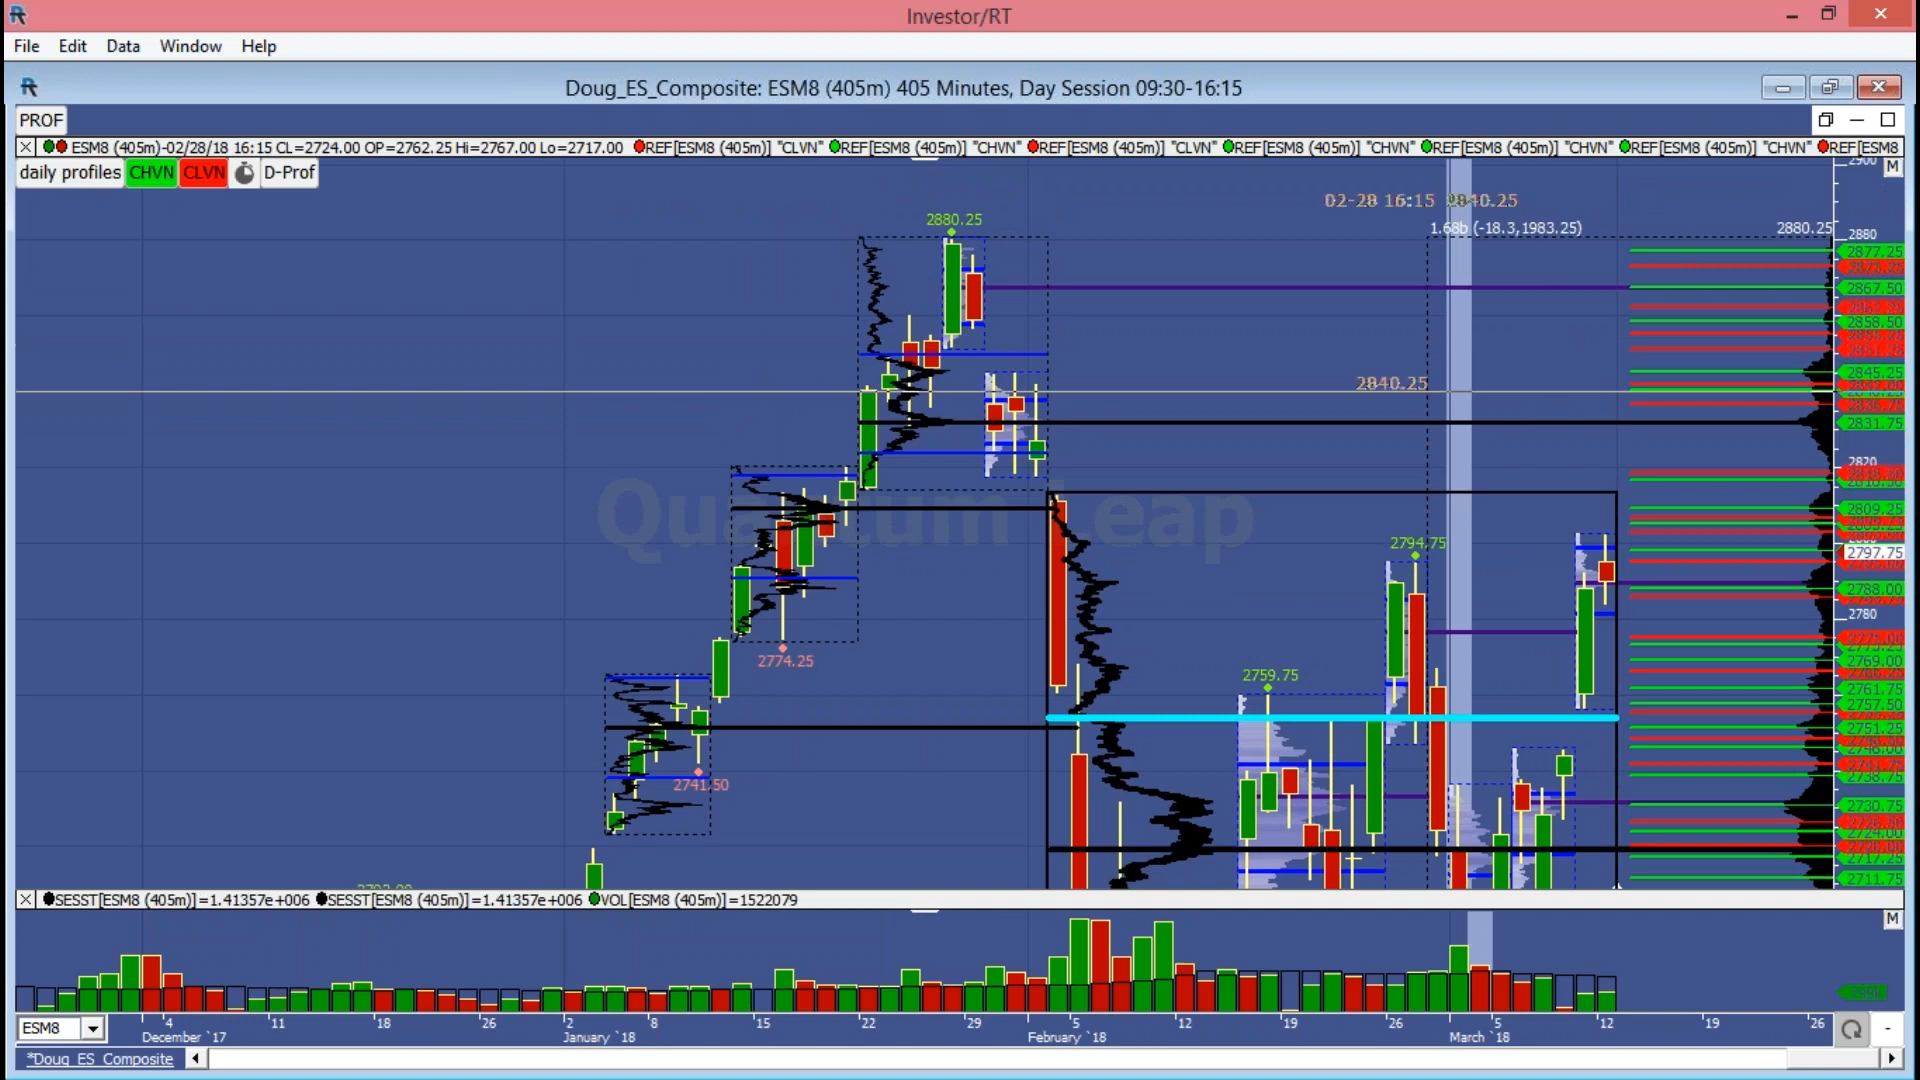 Investor/RT
File Edit Data Window Help
Doug_ES_Composite: ESM8 (405m) 405 Minutes, Day Session 09:30-16:15
PROF
ESM8 (405m)-02/28/18 16:15 CL=2724.00 OP=2762.25 Hi=2767.00 Lo=2717.00 REF[ESM8 (405m)] "CLVN" REF[ESM8 (405m)] "CHVN" REF[ESM8 (405m)] "CLVN" REF[ESM8 (405m)] "CHVN" REF[ESM8 (405m)] "CHVN" REF[ESM8 (405m)] "CHVN" REF[ESM8
daily profiles CHVN CLVN D-Prof
M
2900
02-28 16:15 2840.25
2880.25
1.68b (-18.3,1983.25)
2880.25
2880
2877.25
2867.50
2858.50
2845.25
2840.25
2831.75
2820
Quantum Leap
2809.25
2794.75
2797.75
2788.00
2780
2774.25
2769.00
2759.75
2761.75
2757.50
2751.25
2741.50
2738.75
2730.75
2724.00
2717.25
2711.75
SESST[ESM8 (405m)]=1.41357e+006 SESST[ESM8 (405m)]=1.41357e+006 VOL[ESM8 (405m)]=1522079
M
ESM8
4 11 18 26 2 8 15 22 29 5 12 19 26 5 12 19 26
December `17 January `18 February `18 March `18
*Doug_ES_Composite